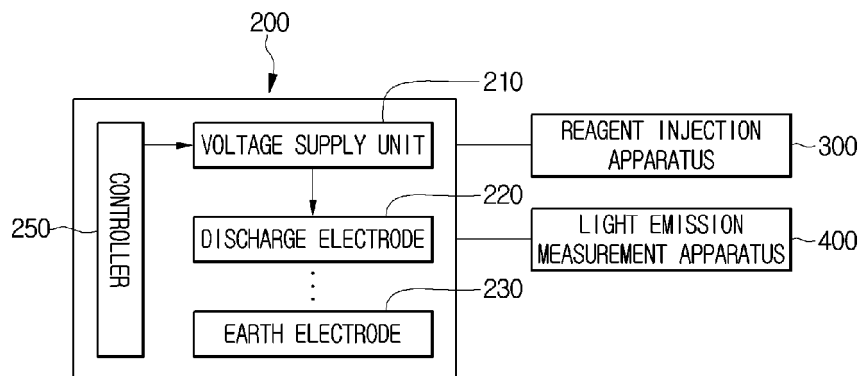 200
210
VOLTAGE SUPPLY UNIT
REAGENT INJECTION
APPARATUS
300
CONTROLLER
250
220
DISCHARGE ELECTRODE
LIGHT EMISSION
MEASUREMENT APPARATUS
400
230
EARTH ELECTRODE